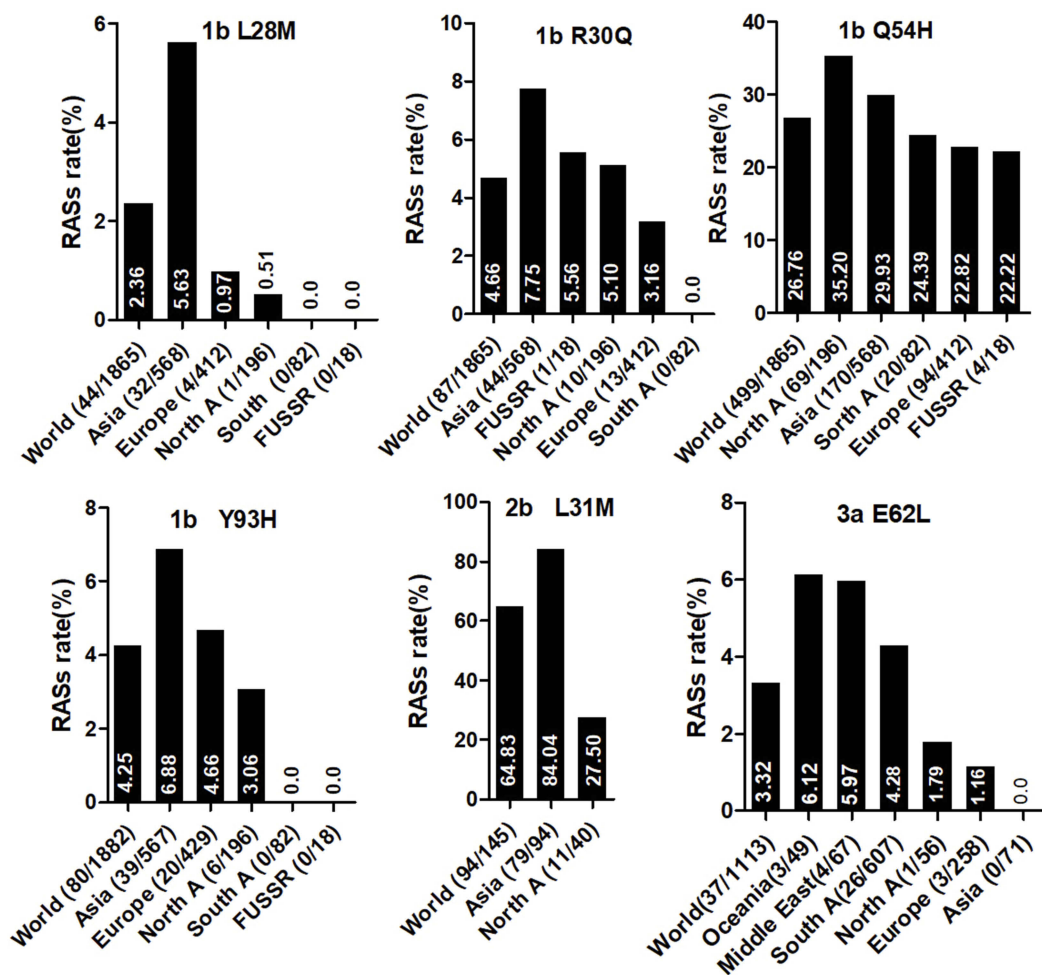 1b L28M
RASs rate(%)
6
4
2
0
2.36
5.63
0.97
0.51
0.0
0.0
World (44/1865)
Asia (32/568)
Europe (4/412)
North A (1/196)
South (0/82)
FUSSR (0/18)
1b R30Q
RASs rate(%)
10
8
6
4
2
0
4.66
7.75
5.56
5.10
3.16
0.0
World (87/1865)
Asia (44/568)
FUSSR (1/18)
North A (10/196)
Europe (13/412)
South A (0/82)
1b Q54H
RASs rate(%)
40
30
20
10
0
26.76
35.20
29.93
24.39
22.82
22.22
World (499/1865)
North A (69/196)
Asia (170/568)
Sorth A (20/82)
Europe (94/412)
FUSSR (4/18)
1b Y93H
RASs rate(%)
8
6
4
2
0
4.25
6.88
4.66
3.06
0.0
0.0
World (80/1882)
Asia (39/567)
Europe (20/429)
North A (6/196)
South A (0/82)
FUSSR (0/18)
2b L31M
RASs rate(%)
100
80
60
40
20
0
64.83
84.04
27.50
World (94/145)
Asia (79/94)
North A (11/40)
3a E62L
RASs rate(%)
8
6
4
2
0
3.32
6.12
5.97
4.28
1.79
1.16
0.0
World(37/1113)
Oceania(3/49)
Middle East(4/67)
South A(26/607)
North A(1/56)
Europe (3/258)
Asia (0/71)